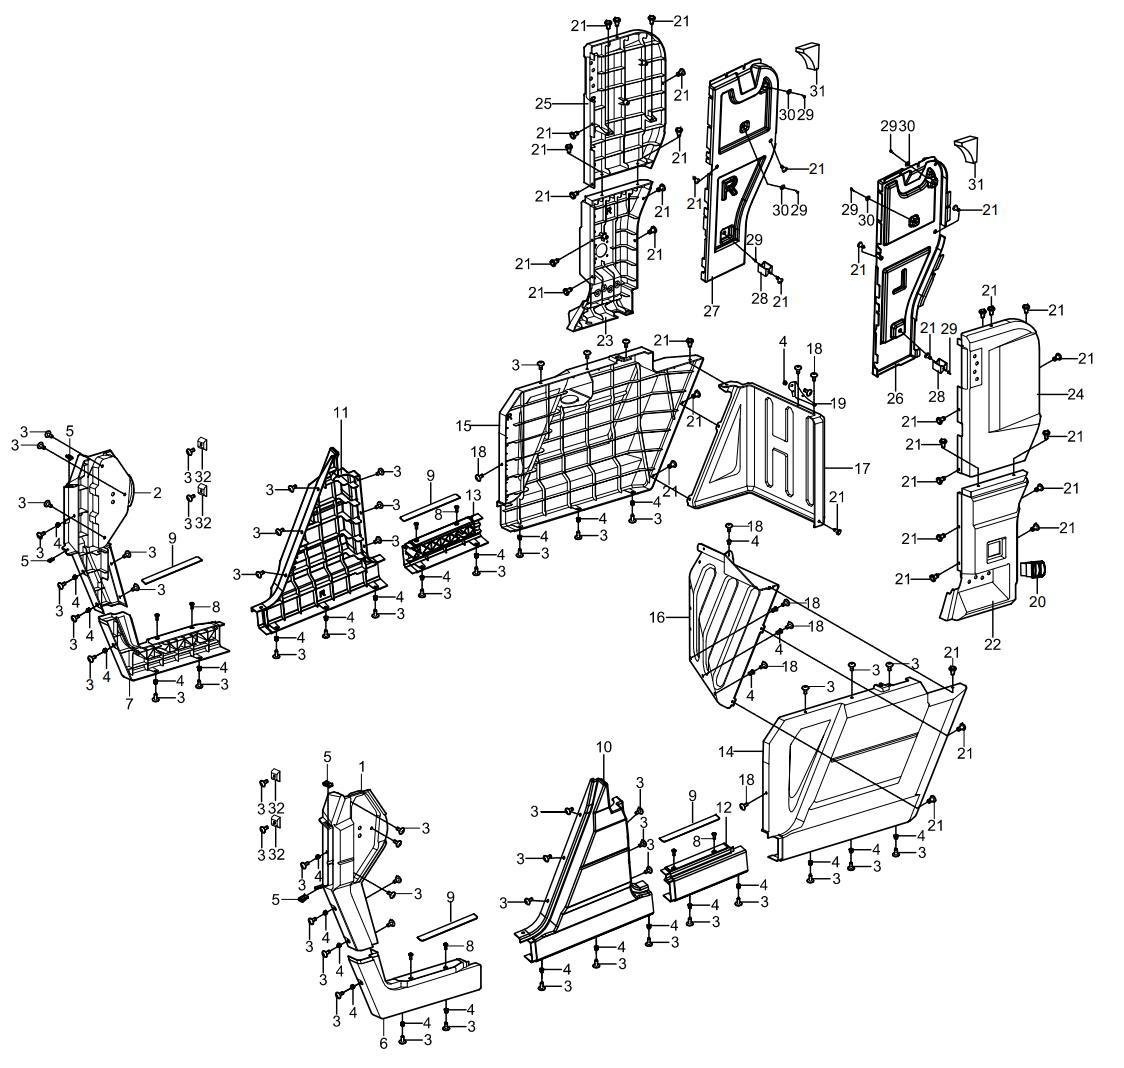 21 21
31
25 21 30 29
21
21 21 29 30
21 21 31
21 21 21 30 29 29 30 21
21 29 21
21 21 28 21 27 21 21 21
23 21 29
3 21 4 18 26 28 21
24
11 15 21 19 21
5 3 3 18 17 21 21
3 3 32 3 9 13 21 21
2 3 3 8 4 3 21 21
3 32 3 3 4 3 18 21 21
3 4 9 3 3 4 3 4 21
5 3 3 4 4 3 16 18 20
3 4 3 8 4 3 18 22
3 4 4 3 4 18
3 4 4 3 3 3 21
7 4 3 3
14 21
5 1 10 18
3 32 3 9 12 21
3 3 3 8 4 3
3 32 3 3 4 3
3 4 3 4 3
5 9 3 4 3
3 4 8 4 3
3 4 4 3
3 4 4 3
6 4 3
3